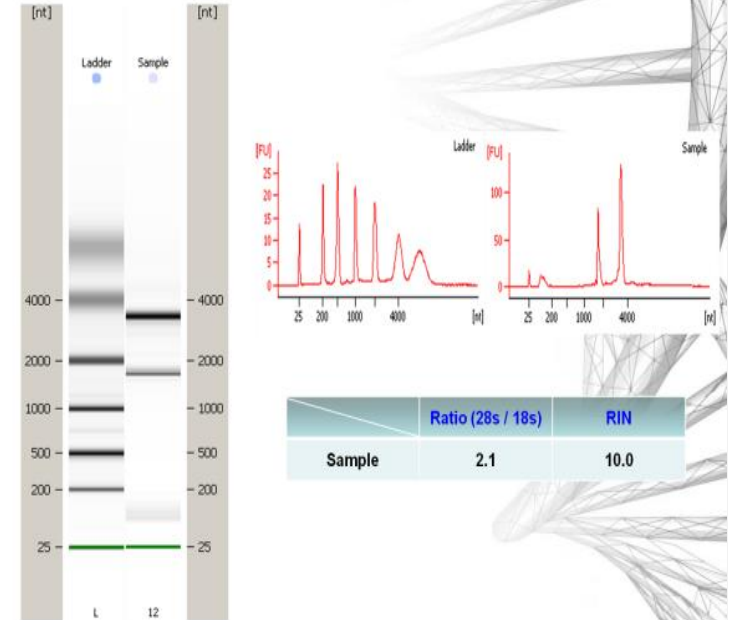 [nt] [nt]
Ladder Sample
4000 4000
2000 2000
1000 1000
500 500
200 200
25 25
L 12
[FU] Ladder
25
20
15
10
5
0
25 200 1000 4000 [nt]
[FU] Sample
100
50
0
25 200 1000 4000 [nt]
Ratio (28s / 18s) RIN
Sample 2.1 10.0